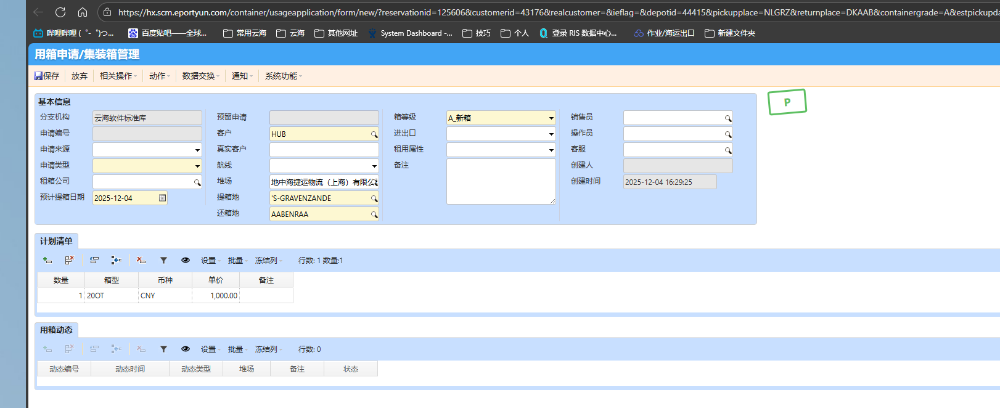 https://hx.scm.eportyun.com/container/usageapplication/form/new/?reservationid=125606&customerid=43176&realcustomer=&ieflag=&depotid=44415&pickupplace=NLGRZ&returnplace=DKAAB&containergrade=A&estpickupda
哔哩哔哩 (゜-゜)つ... 百度贴吧——全球... 常用云海 云海 其他网址 System Dashboard -... 技巧 个人 登录 RIS 数据中心... 作业/海运出口 新建文件夹
用箱申请/集装箱管理
保存 放弃 相关操作 动作 数据交换 通知 系统功能
基本信息
P
分支机构 云海软件标准库 预留申请 箱等级 A_新箱 销售员
申请编号 客户 HUB 进出口 操作员
申请来源 真实客户 租用属性 客服
申请类型 航线 备注 创建人
租箱公司 堆场 地中海捷运物流（上海）有限公 创建时间 2025-12-04 16:29:25
预计提箱日期 2025-12-04 提箱地 'S-GRAVENZANDE
还箱地 AABENRAA
计划清单
设置 批量 冻结列 行数: 1 数量:1
数量 箱型 币种 单价 备注
1 20OT CNY 1,000.00
用箱动态
设置 批量 冻结列 行数: 0
动态编号 动态时间 动态类型 堆场 备注 状态